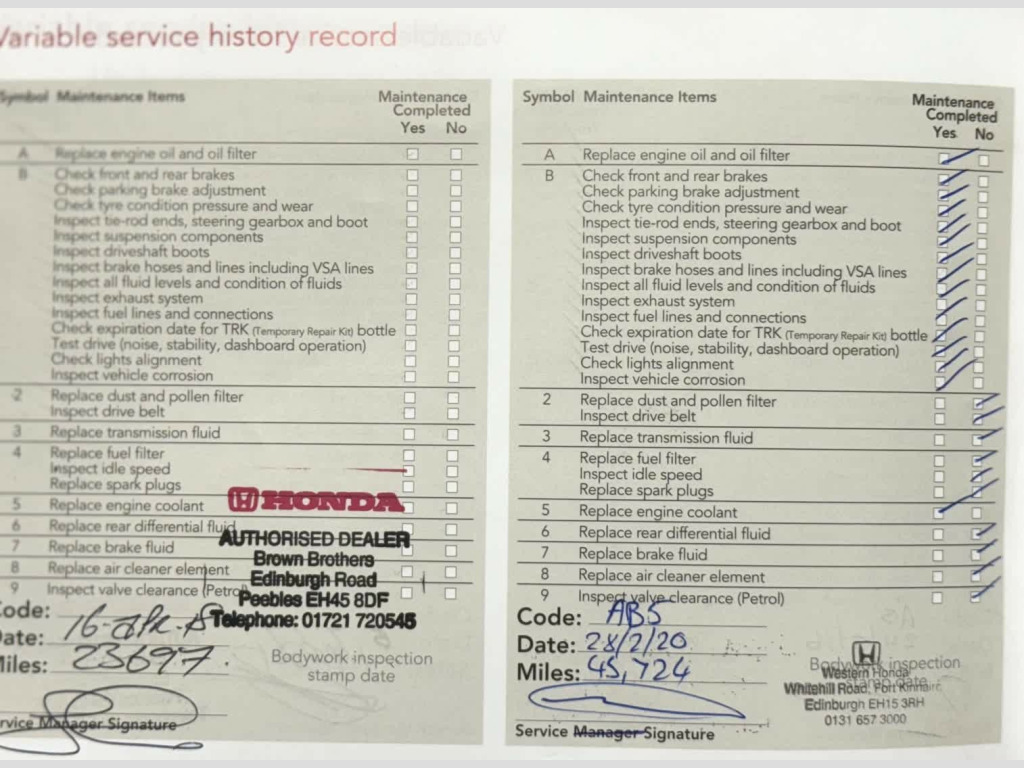 Variable service history record
Symbol Maintenance Items Maintenance Completed
Yes No
A Replace engine oil and oil filter
B Check front and rear brakes
Check parking brake adjustment
Check tyre condition pressure and wear
Inspect tie-rod ends, steering gearbox and boot
Inspect suspension components
Inspect driveshaft boots
Inspect brake hoses and lines including VSA lines
Inspect all fluid levels and condition of fluids
Inspect exhaust system
Inspect fuel lines and connections
Check expiration date for TRK (Temporary Repair Kit) bottle
Test drive (noise, stability, dashboard operation)
Check lights alignment
Inspect vehicle corrosion
2 Replace dust and pollen filter
Inspect drive belt
3 Replace transmission fluid
4 Replace fuel filter
Inspect idle speed
Replace spark plugs
5 Replace engine coolant
6 Replace rear differential fluid
7 Replace brake fluid
8 Replace air cleaner element
9 Inspect valve clearance (Petrol
HONDA
AUTHORISED DEALER
Brown Brothers
Edinburgh Road
Peebles EH45 8DF
Telephone: 01721 720545
Code:
Date: 16-Apr-
Miles: 23697
Bodywork inspection
stamp date
Service Manager Signature
Symbol Maintenance Items Maintenance Completed
Yes No
A Replace engine oil and oil filter
B Check front and rear brakes
Check parking brake adjustment
Check tyre condition pressure and wear
Inspect tie-rod ends, steering gearbox and boot
Inspect suspension components
Inspect driveshaft boots
Inspect brake hoses and lines including VSA lines
Inspect all fluid levels and condition of fluids
Inspect exhaust system
Inspect fuel lines and connections
Check expiration date for TRK (Temporary Repair Kit) bottle
Test drive (noise, stability, dashboard operation)
Check lights alignment
Inspect vehicle corrosion
2 Replace dust and pollen filter
Inspect drive belt
3 Replace transmission fluid
4 Replace fuel filter
Inspect idle speed
Replace spark plugs
5 Replace engine coolant
6 Replace rear differential fluid
7 Replace brake fluid
8 Replace air cleaner element
9 Inspect valve clearance (Petrol)
Code: AB5
Date: 28/2/20
Miles: 45,724
Bodywork inspection
stamp date
Western Honda
Whitehill Road, Fort Kinnaird
Edinburgh EH15 3RH
0131 657 3000
Service Manager Signature